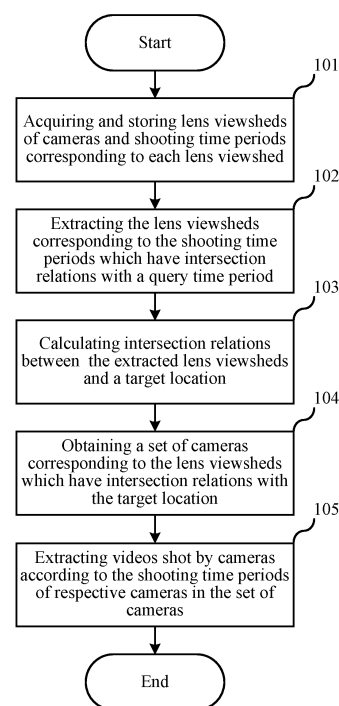 Start
101
Acquiring and storing lens viewsheds
of cameras and shooting time periods
corresponding to each lens viewshed
102
Extracting the lens viewsheds
corresponding to the shooting time
periods which have intersection
relations with a query time period
103
Calculating intersection relations
between the extracted lens viewsheds
and a target location
104
Obtaining a set of cameras
corresponding to the lens viewsheds
which have intersection relations with
the target location
105
Extracting videos shot by cameras
according to the shooting time periods
of respective cameras in the set of
cameras
End